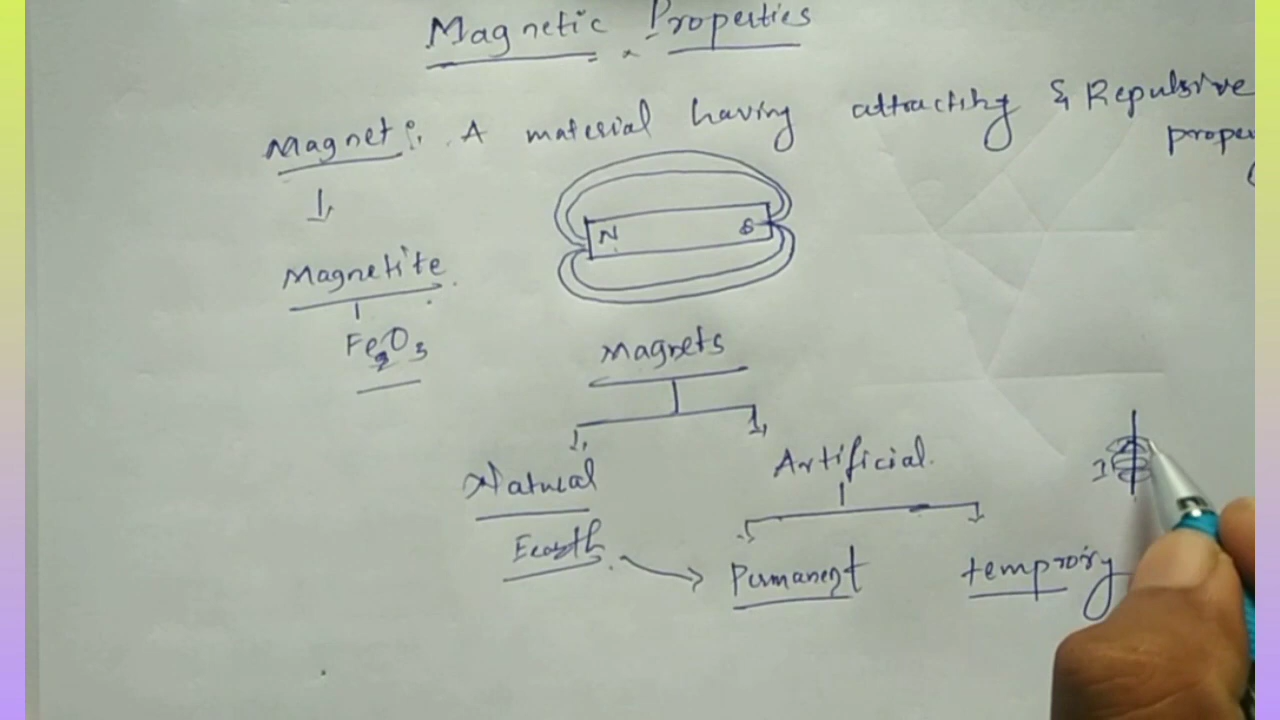 Magnetic Properties
Magnet :. A material having attracting & Repulsive
prope
Magnetite
Fe2O3
N S
Magnets
Natural
Artificial.
Earth
Permanent
temprory
I